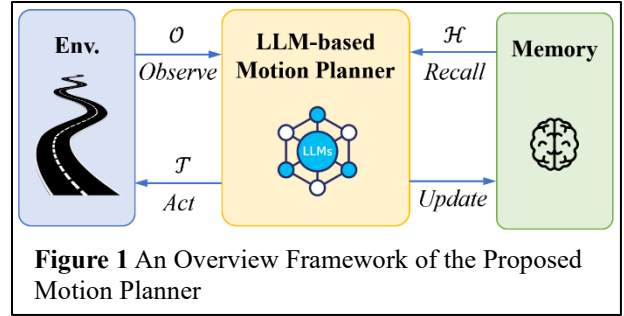 Env.
𝒪
Observe
𝒯
Act
LLM-based
Motion Planner
LLMs
ℋ
Recall
Update
Memory
Figure 1 An Overview Framework of the Proposed
Motion Planner